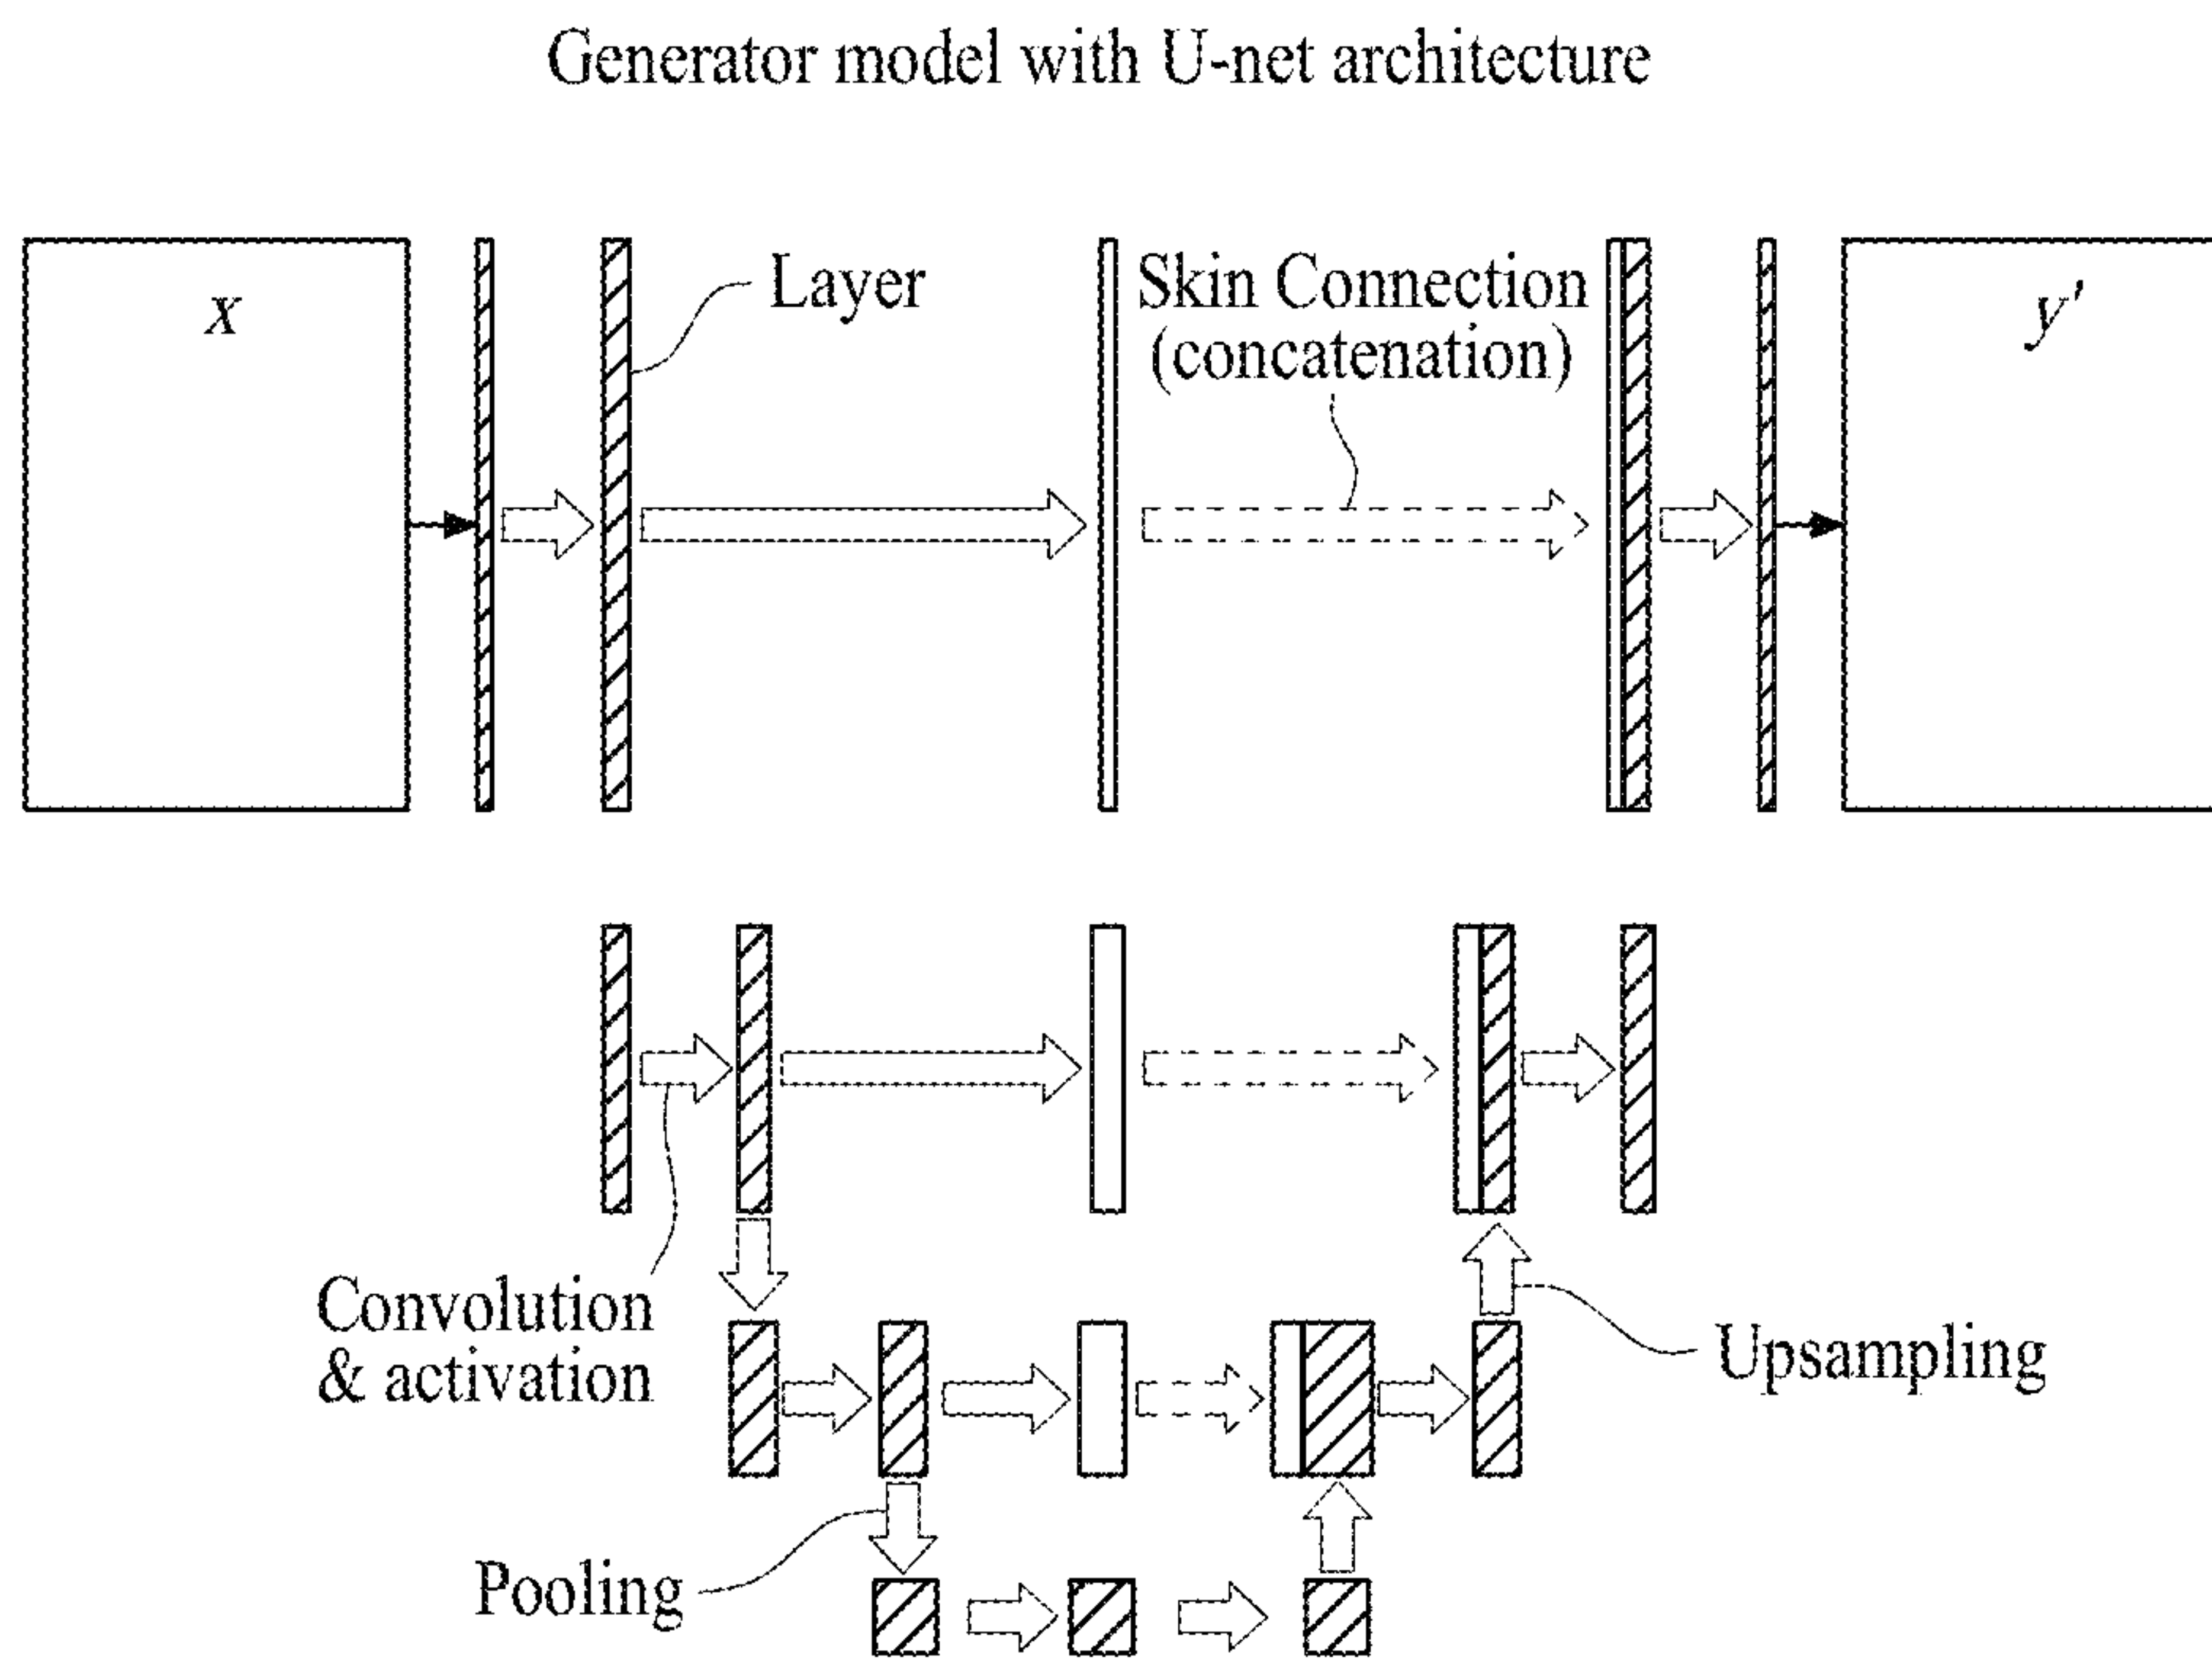 Generator model with U-net architecture
x
Layer
Skin Connection
(concatenation)
y'
Convolution
& activation
Upsampling
Pooling